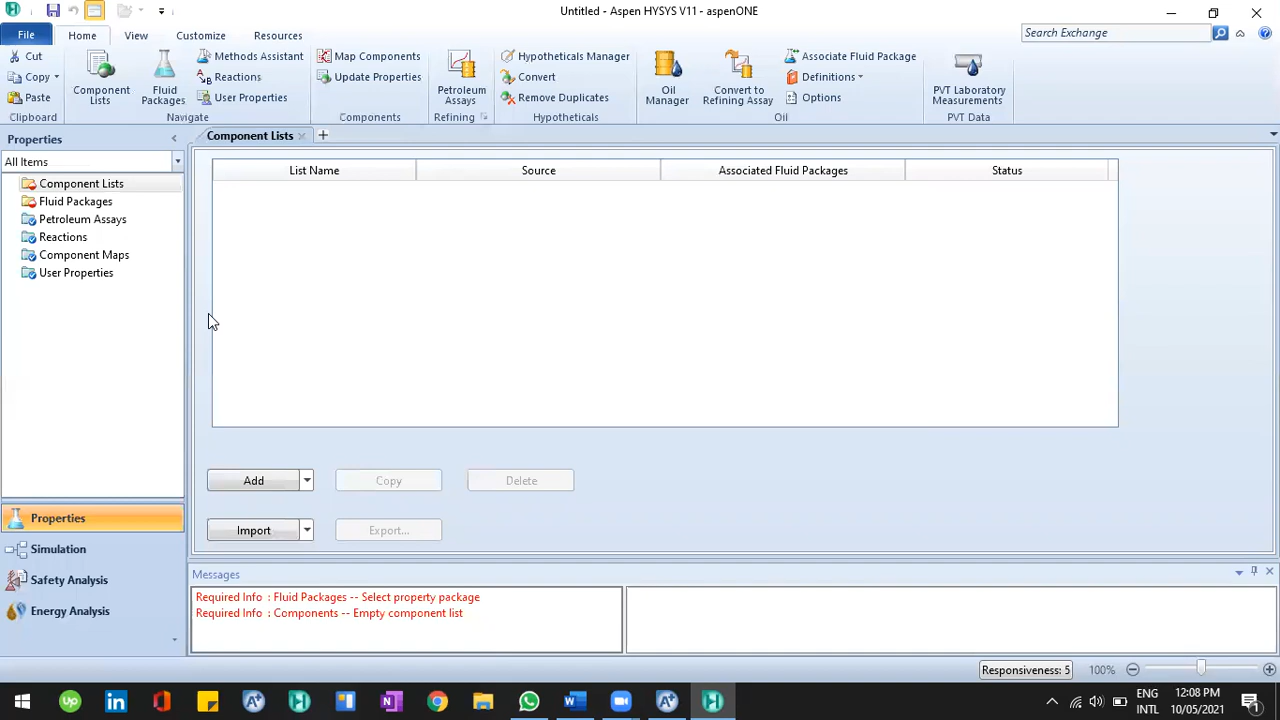 Untitled - Aspen HYSYS V11 - aspenONE
File Home View Customize Resources
Search Exchange
Cut
Copy
Paste
Clipboard
Component Lists
Fluid Packages
Methods Assistant
Reactions
User Properties
Navigate
Map Components
Update Properties
Components
Petroleum Assays
Refining
Hypotheticals Manager
Convert
Remove Duplicates
Hypotheticals
Oil Manager
Convert to Refining Assay
Associate Fluid Package
Definitions
Options
Oil
PVT Laboratory Measurements
PVT Data
Properties
All Items
Component Lists
Fluid Packages
Petroleum Assays
Reactions
Component Maps
User Properties
Properties
Simulation
Safety Analysis
Energy Analysis
Component Lists
List Name Source Associated Fluid Packages Status
Add Copy Delete
Import Export...
Messages
Required Info : Fluid Packages -- Select property package
Required Info : Components -- Empty component list
Responsiveness: 5 100%
Up
in
ENG
INTL
12:08 PM
10/05/2021
1